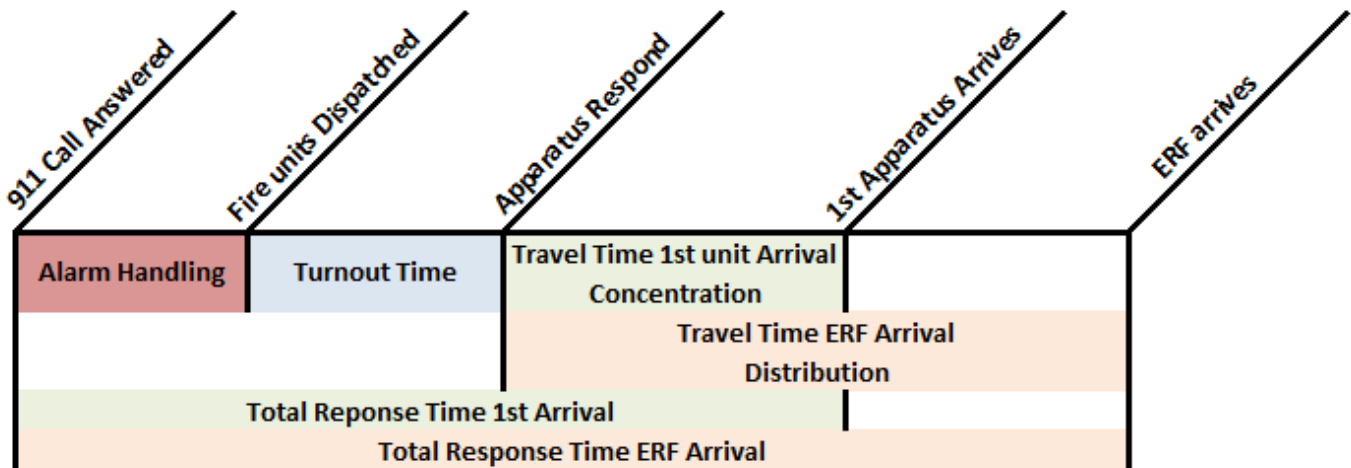 911 Call Answered
Fire units Dispatched
Apparatus Respond
1st Apparatus Arrives
ERF arrives
Alarm Handling
Turnout Time
Travel Time 1st unit Arrival
Concentration
Travel Time ERF Arrival
Distribution
Total Reponse Time 1st Arrival
Total Response Time ERF Arrival